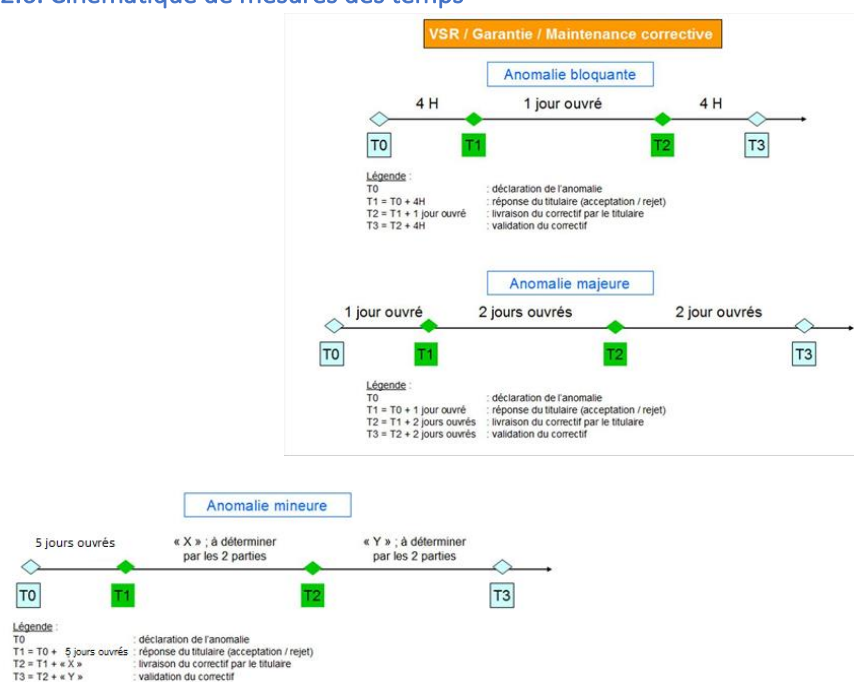 2.6. Cinématique de mesures des temps
VSR / Garantie / Maintenance corrective
Anomalie bloquante
4 H 1 jour ouvré 4 H
T0 T1 T2 T3
Légende :
T0 : déclaration de l'anomalie
T1 = T0 + 4H : réponse du titulaire (acceptation / rejet)
T2 = T1 + 1 jour ouvré : livraison du correctif par le titulaire
T3 = T2 + 4H : validation du correctif
Anomalie majeure
1 jour ouvré 2 jours ouvrés 2 jour ouvrés
T0 T1 T2 T3
Légende :
T0 : déclaration de l'anomalie
T1 = T0 + 1 jour ouvré : réponse du titulaire (acceptation / rejet)
T2 = T1 + 2 jours ouvrés : livraison du correctif par le titulaire
T3 = T2 + 2 jours ouvrés : validation du correctif
Anomalie mineure
5 jours ouvrés « X » ; à déterminer « Y » ; à déterminer
par les 2 parties par les 2 parties
T0 T1 T2 T3
Légende :
T0 : déclaration de l'anomalie
T1 = T0 + 5 jours ouvrés : réponse du titulaire (acceptation / rejet)
T2 = T1 + « X » : livraison du correctif par le titulaire
T3 = T2 + « Y » : validation du correctif